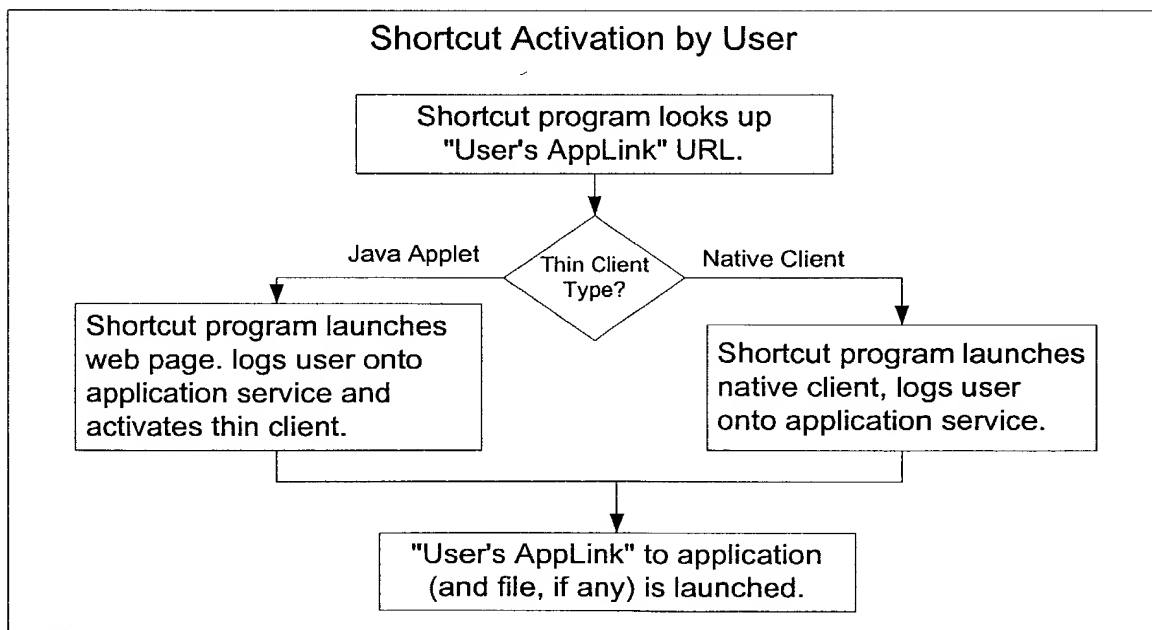 Shortcut Activation by User
Shortcut program looks up
"User's AppLink" URL.
Java Applet
Thin Client
Type?
Native Client
Shortcut program launches
web page. logs user onto
application service and
activates thin client.
Shortcut program launches
native client, logs user
onto application service.
"User's AppLink" to application
(and file, if any) is launched.